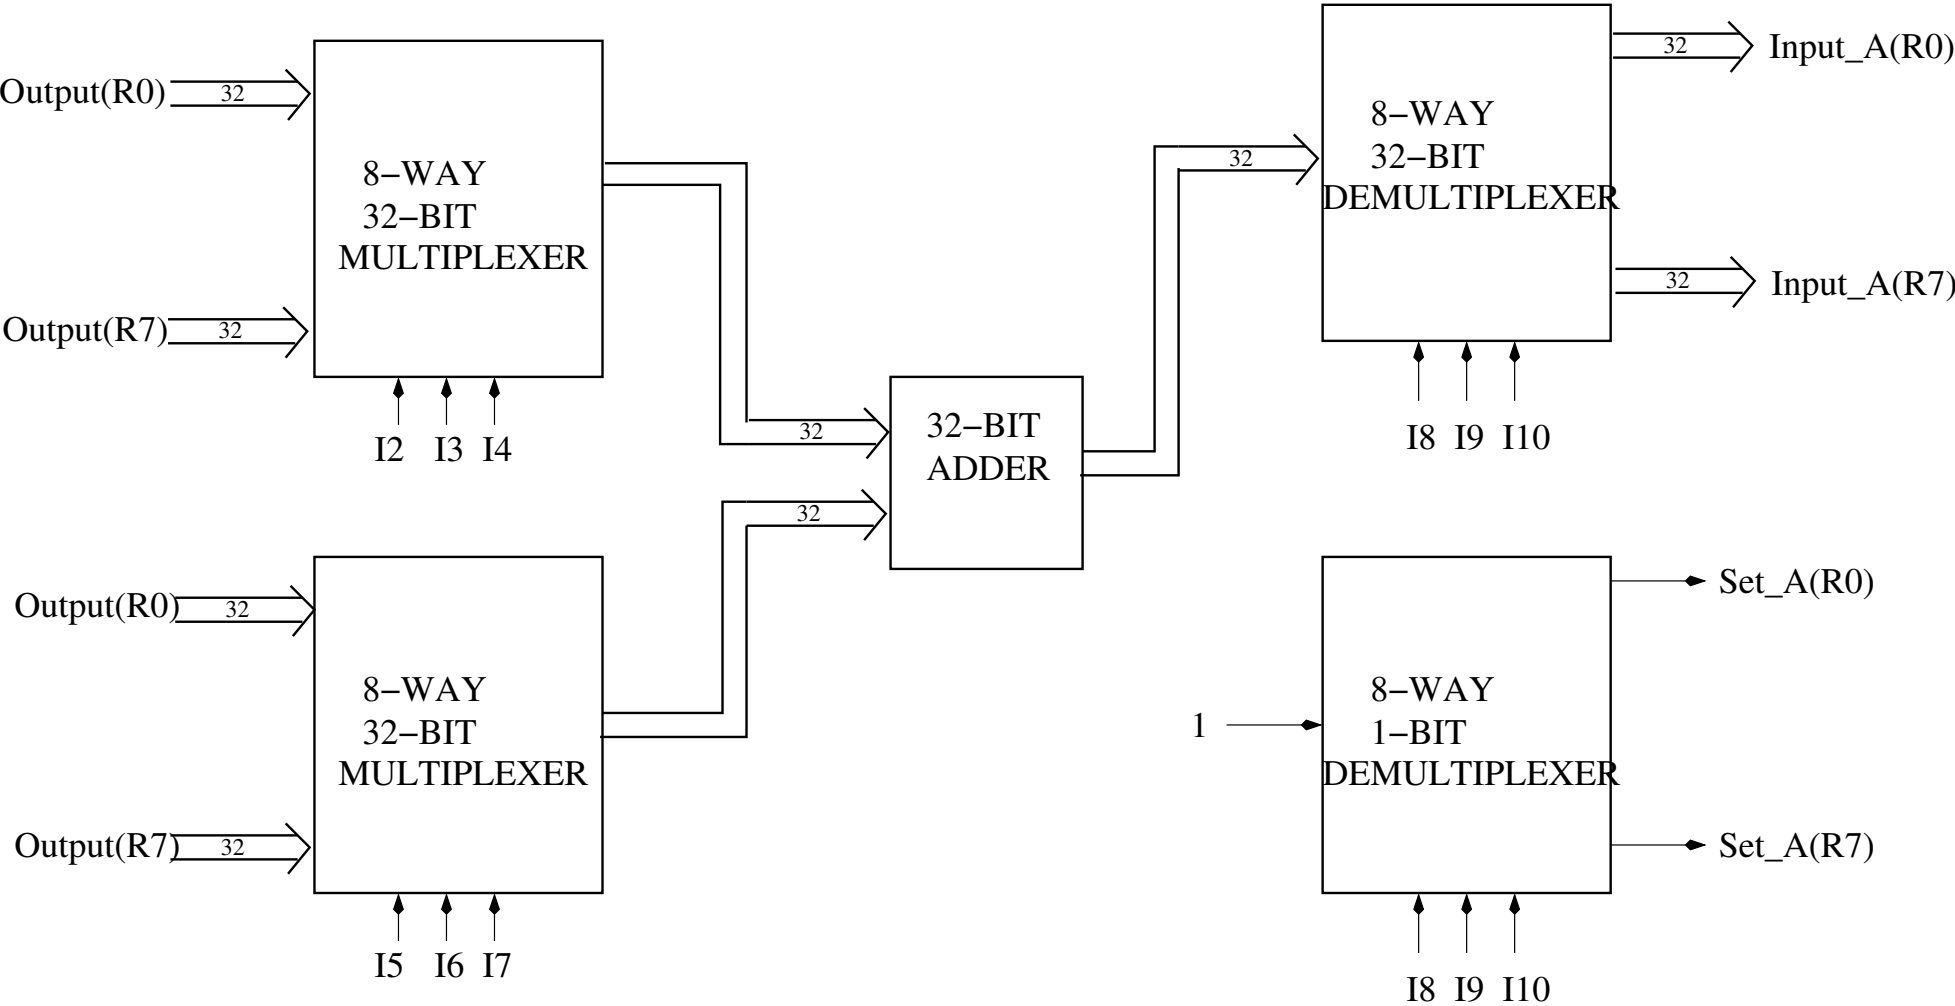 Output(R0)
32
8−WAY
32−BIT
MULTIPLEXER
Output(R7)
32
I2 I3 I4
Output(R0)
32
8−WAY
32−BIT
MULTIPLEXER
Output(R7)
32
I5 I6 I7
32
32
32−BIT
ADDER
32
8−WAY
32−BIT
DEMULTIPLEXER
32
Input_A(R0)
32
Input_A(R7)
I8 I9 I10
1
8−WAY
1−BIT
DEMULTIPLEXER
Set_A(R0)
Set_A(R7)
I8 I9 I10